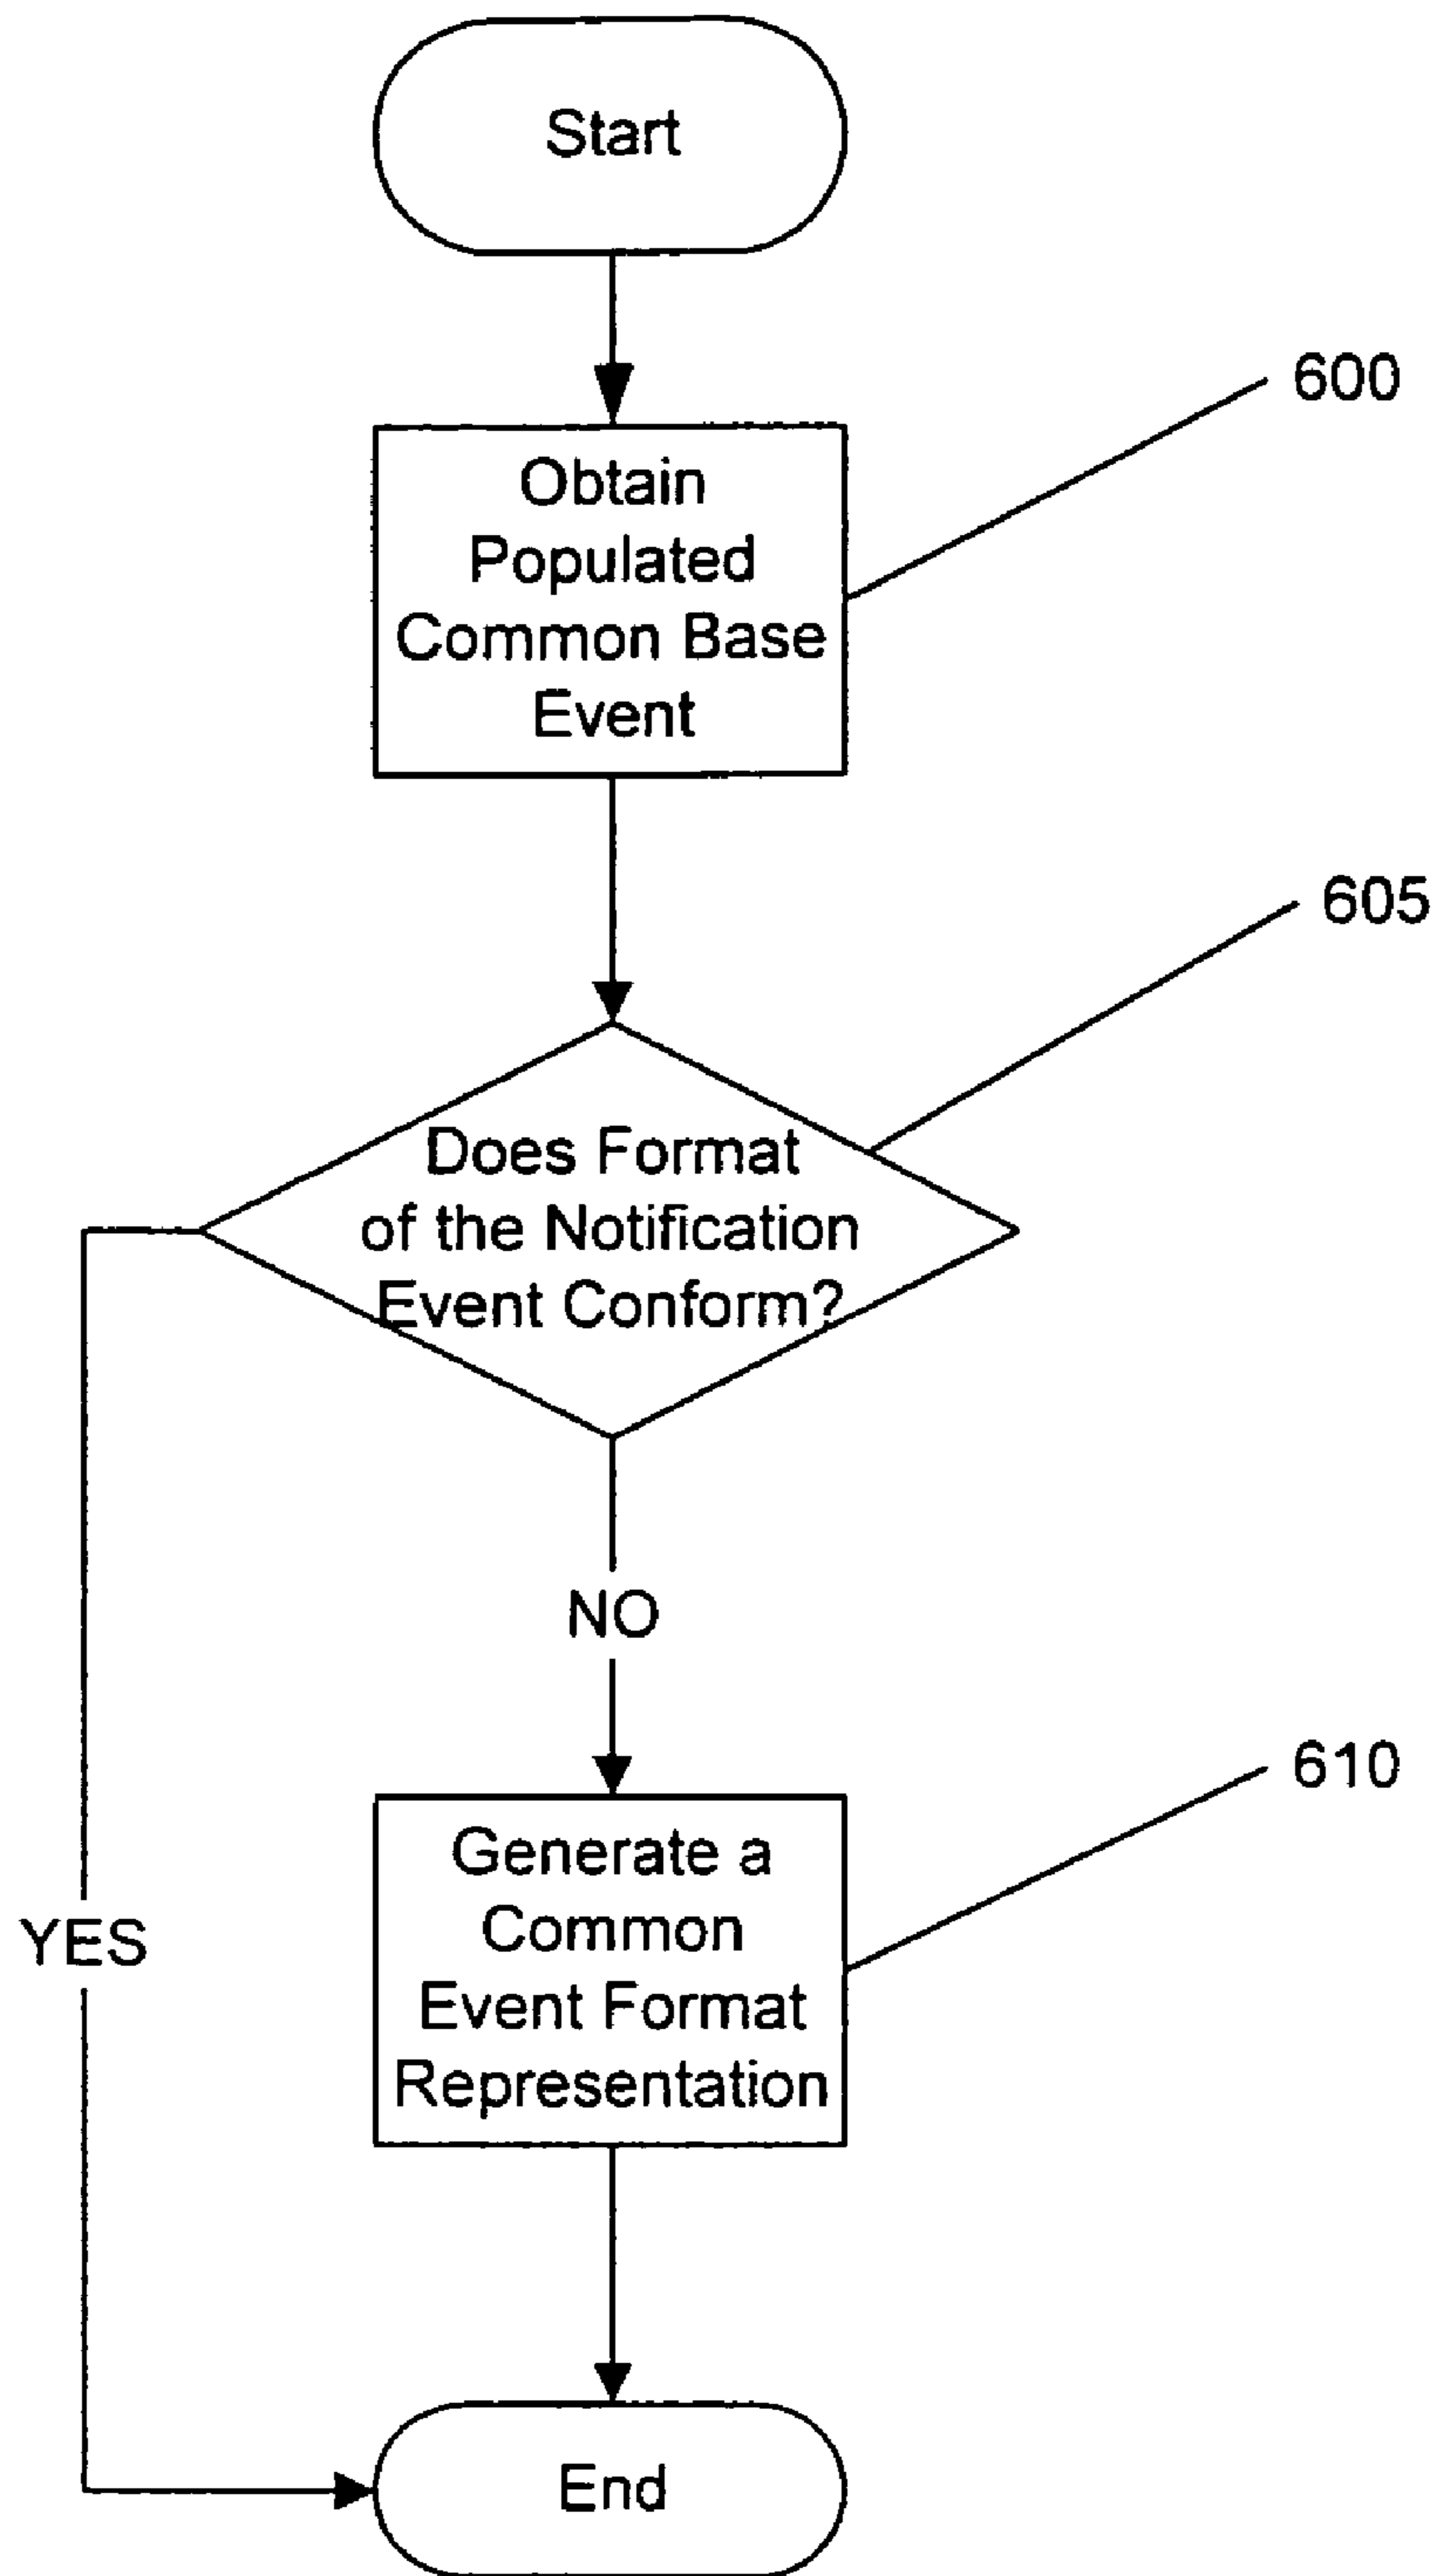 Start
600
Obtain
Populated
Common Base
Event
605
Does Format
of the Notification
Event Conform?
NO
610
Generate a
Common
Event Format
Representation
YES
End